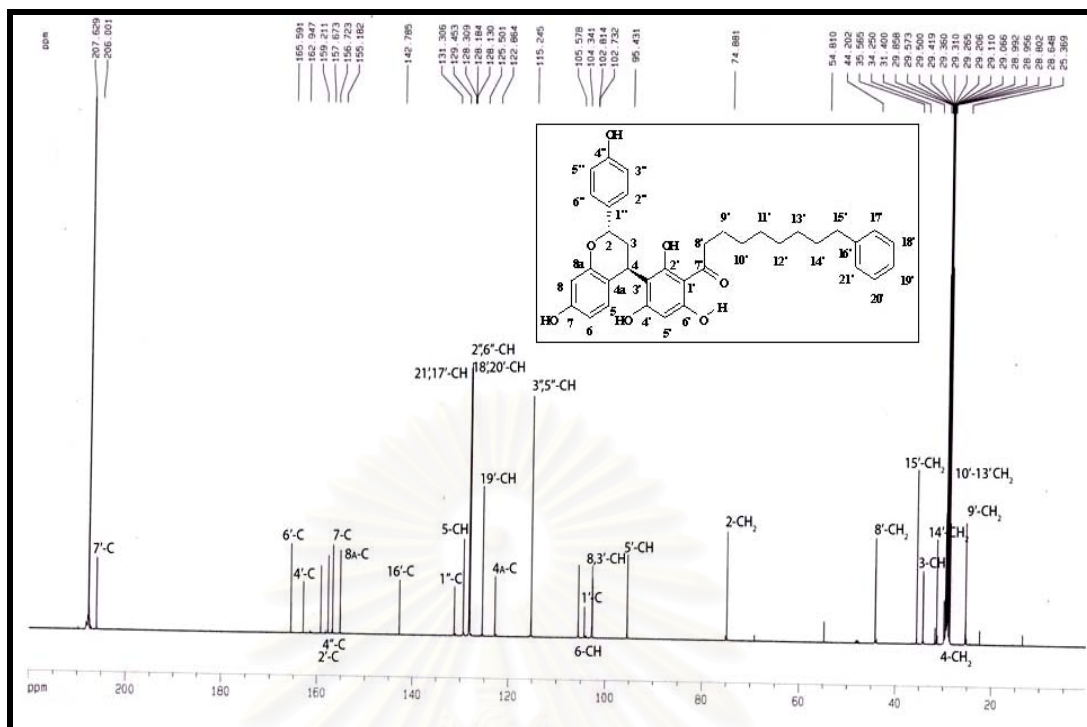 ppm
207.629
206.001
165.591
162.947
159.211
157.673
156.723
155.182
142.785
131.306
129.453
128.309
128.184
128.130
125.501
122.864
115.245
105.578
104.341
102.814
102.732
95.431
74.881
54.810
44.202
35.565
34.250
31.400
29.858
29.573
29.500
29.419
29.360
29.310
29.265
29.206
29.110
29.066
28.992
28.956
28.802
28.648
25.369
OH
4''
5'' 3''
6'' 2''
1''
O 2 3
8a 4
8 4a 5
HO 7 6
OH
2'
3' 1'
HO 4' 6' O H
5'
7' O
8' 9' 10' 11' 12' 13' 14' 15'
16' 17' 18' 19' 20' 21'
2'',6''-CH
21',17'-CH 18',20'-CH
3'',5''-CH
19'-CH
15'-CH2
10'-13'CH2
9'-CH2
7'-C
6'-C
4'-C
7-C
8A-C
16'-C
5-CH
1''-C
4A-C
8,3'-CH
1'-C
5'-CH
2-CH2
8'-CH2
14'-CH2
3-CH
4''-C
2'-C
6-CH
4-CH2
ppm 200 180 160 140 120 100 80 60 40 20